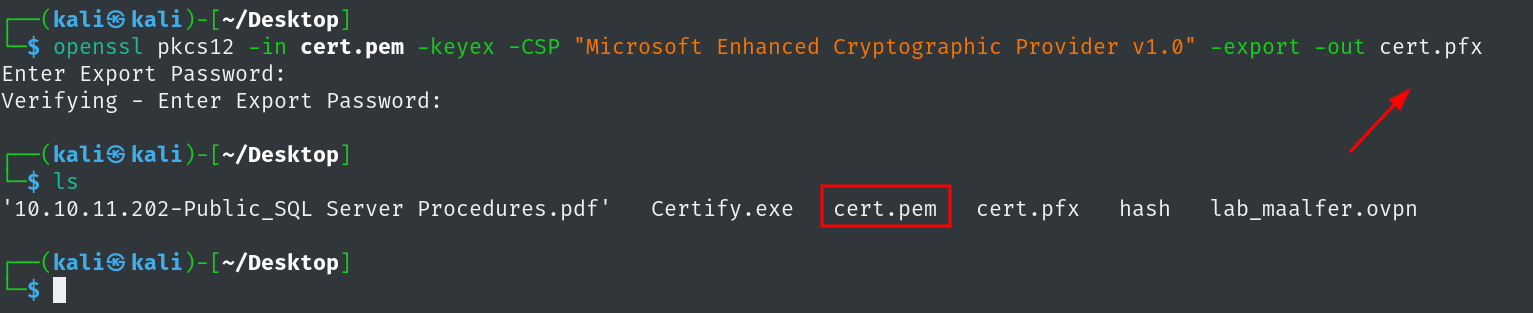 ┌──(kali㉿kali)-[~/Desktop]
└─$ openssl pkcs12 -in cert.pem -keyex -CSP "Microsoft Enhanced Cryptographic Provider v1.0" -export -out cert.pfx
Enter Export Password:
Verifying - Enter Export Password:
┌──(kali㉿kali)-[~/Desktop]
└─$ ls
'10.10.11.202-Public_SQL Server Procedures.pdf'   Certify.exe   cert.pem   cert.pfx   hash   lab_maalfer.ovpn
┌──(kali㉿kali)-[~/Desktop]
└─$